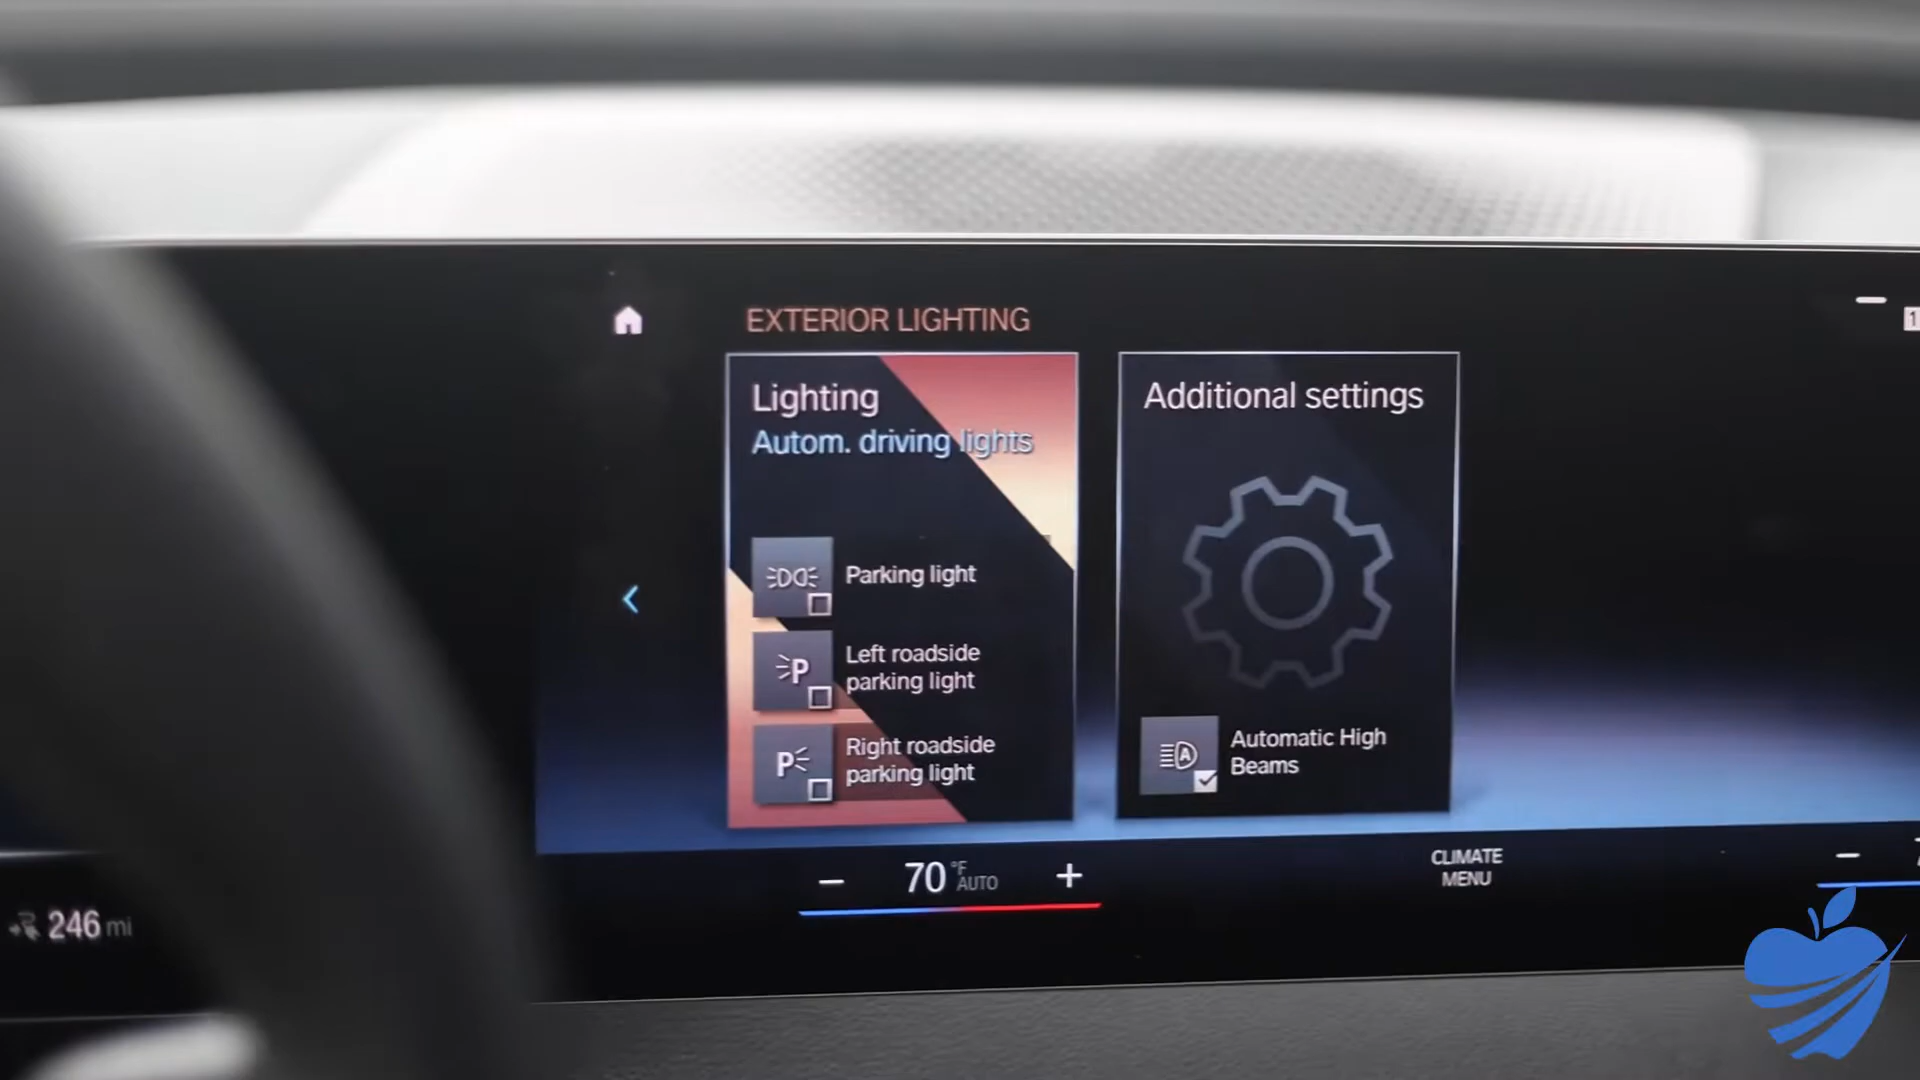 EXTERIOR LIGHTING
1
Lighting
Autom. driving lights
Parking light
Left roadside
parking light
P
Right roadside
parking light
P
Additional settings
A
Automatic High
Beams
− 70 °F AUTO +
CLIMATE
MENU
−
246 mi